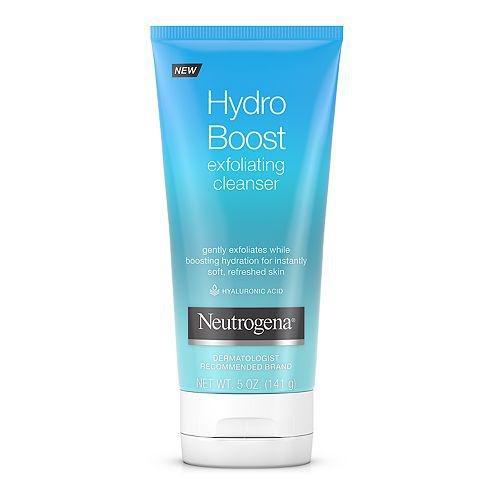 NEW
Hydro
Boost
exfoliating
cleanser
gently exfoliates while
boosting hydration for instantly
soft, refreshed skin
HYALURONIC ACID
Neutrogena®
DERMATOLOGIST
RECOMMENDED BRAND
NET WT. 5 OZ. (141 g)